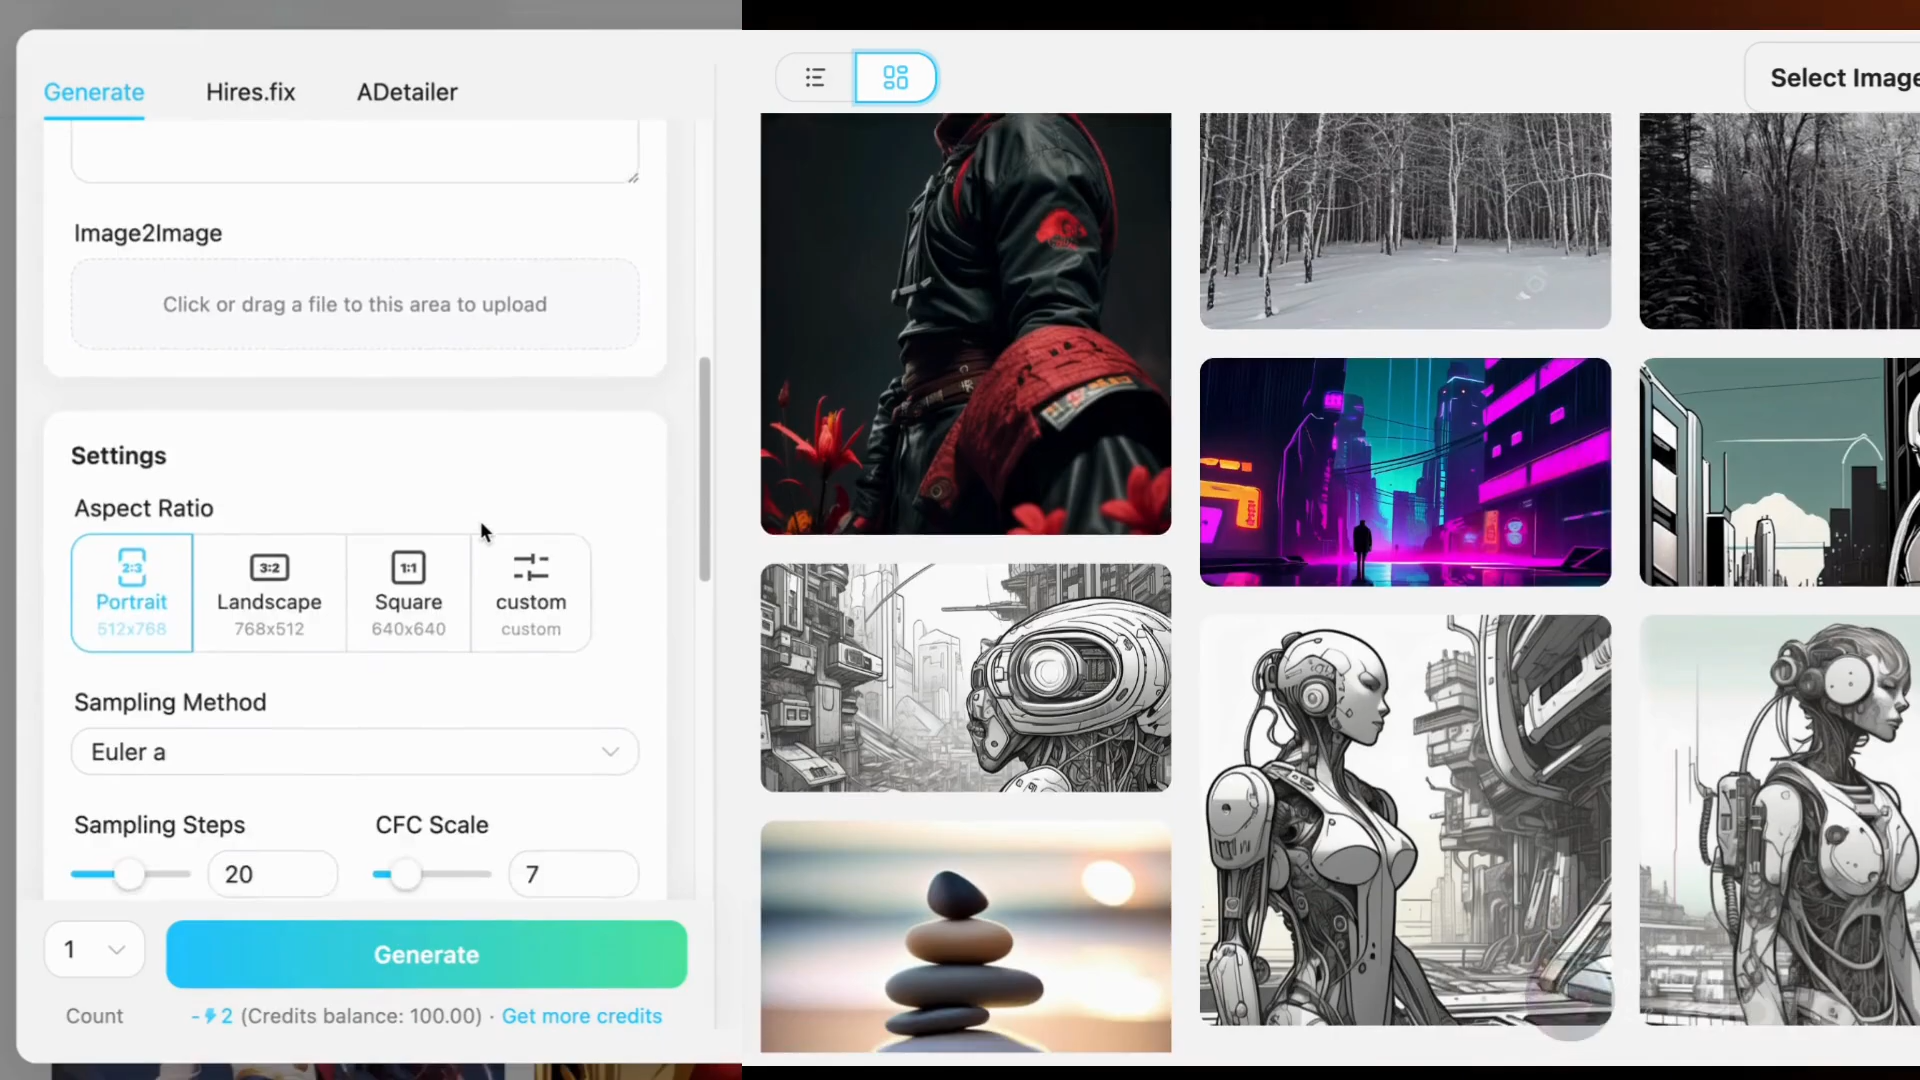 Generate Hires.fix ADetailer
Select Image
Image2Image
Click or drag a file to this area to upload
Settings
Aspect Ratio
2:3 3:2 1:1
Portrait Landscape Square custom
512x768 768x512 640x640 custom
Sampling Method
Euler a
Sampling Steps CFC Scale
20 7
1 Generate
Count - 2 (Credits balance: 100.00) · Get more credits